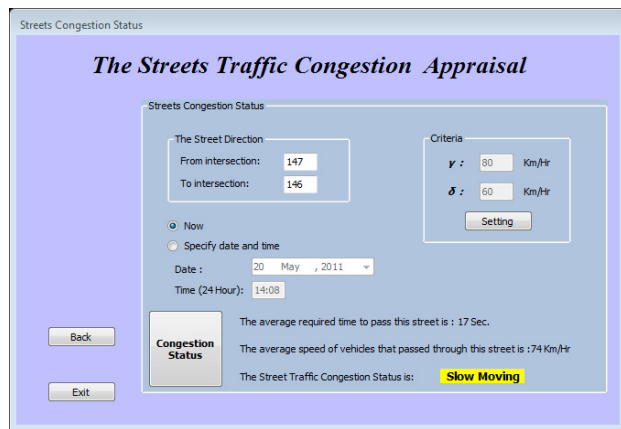 Streets Congestion Status
The Streets Traffic Congestion Appraisal
Streets Congestion Status
The Street Direction
From intersection: 147
To intersection: 146
Criteria
γ : 80 Km/Hr
δ : 60 Km/Hr
Setting
Now
Specify date and time
Date : 20 May , 2011
Time (24 Hour): 14:08
Congestion
Status
The average required time to pass this street is : 17 Sec.
The average speed of vehicles that passed through this street is :74 Km/Hr
The Street Traffic Congestion Status is: Slow Moving
Back
Exit